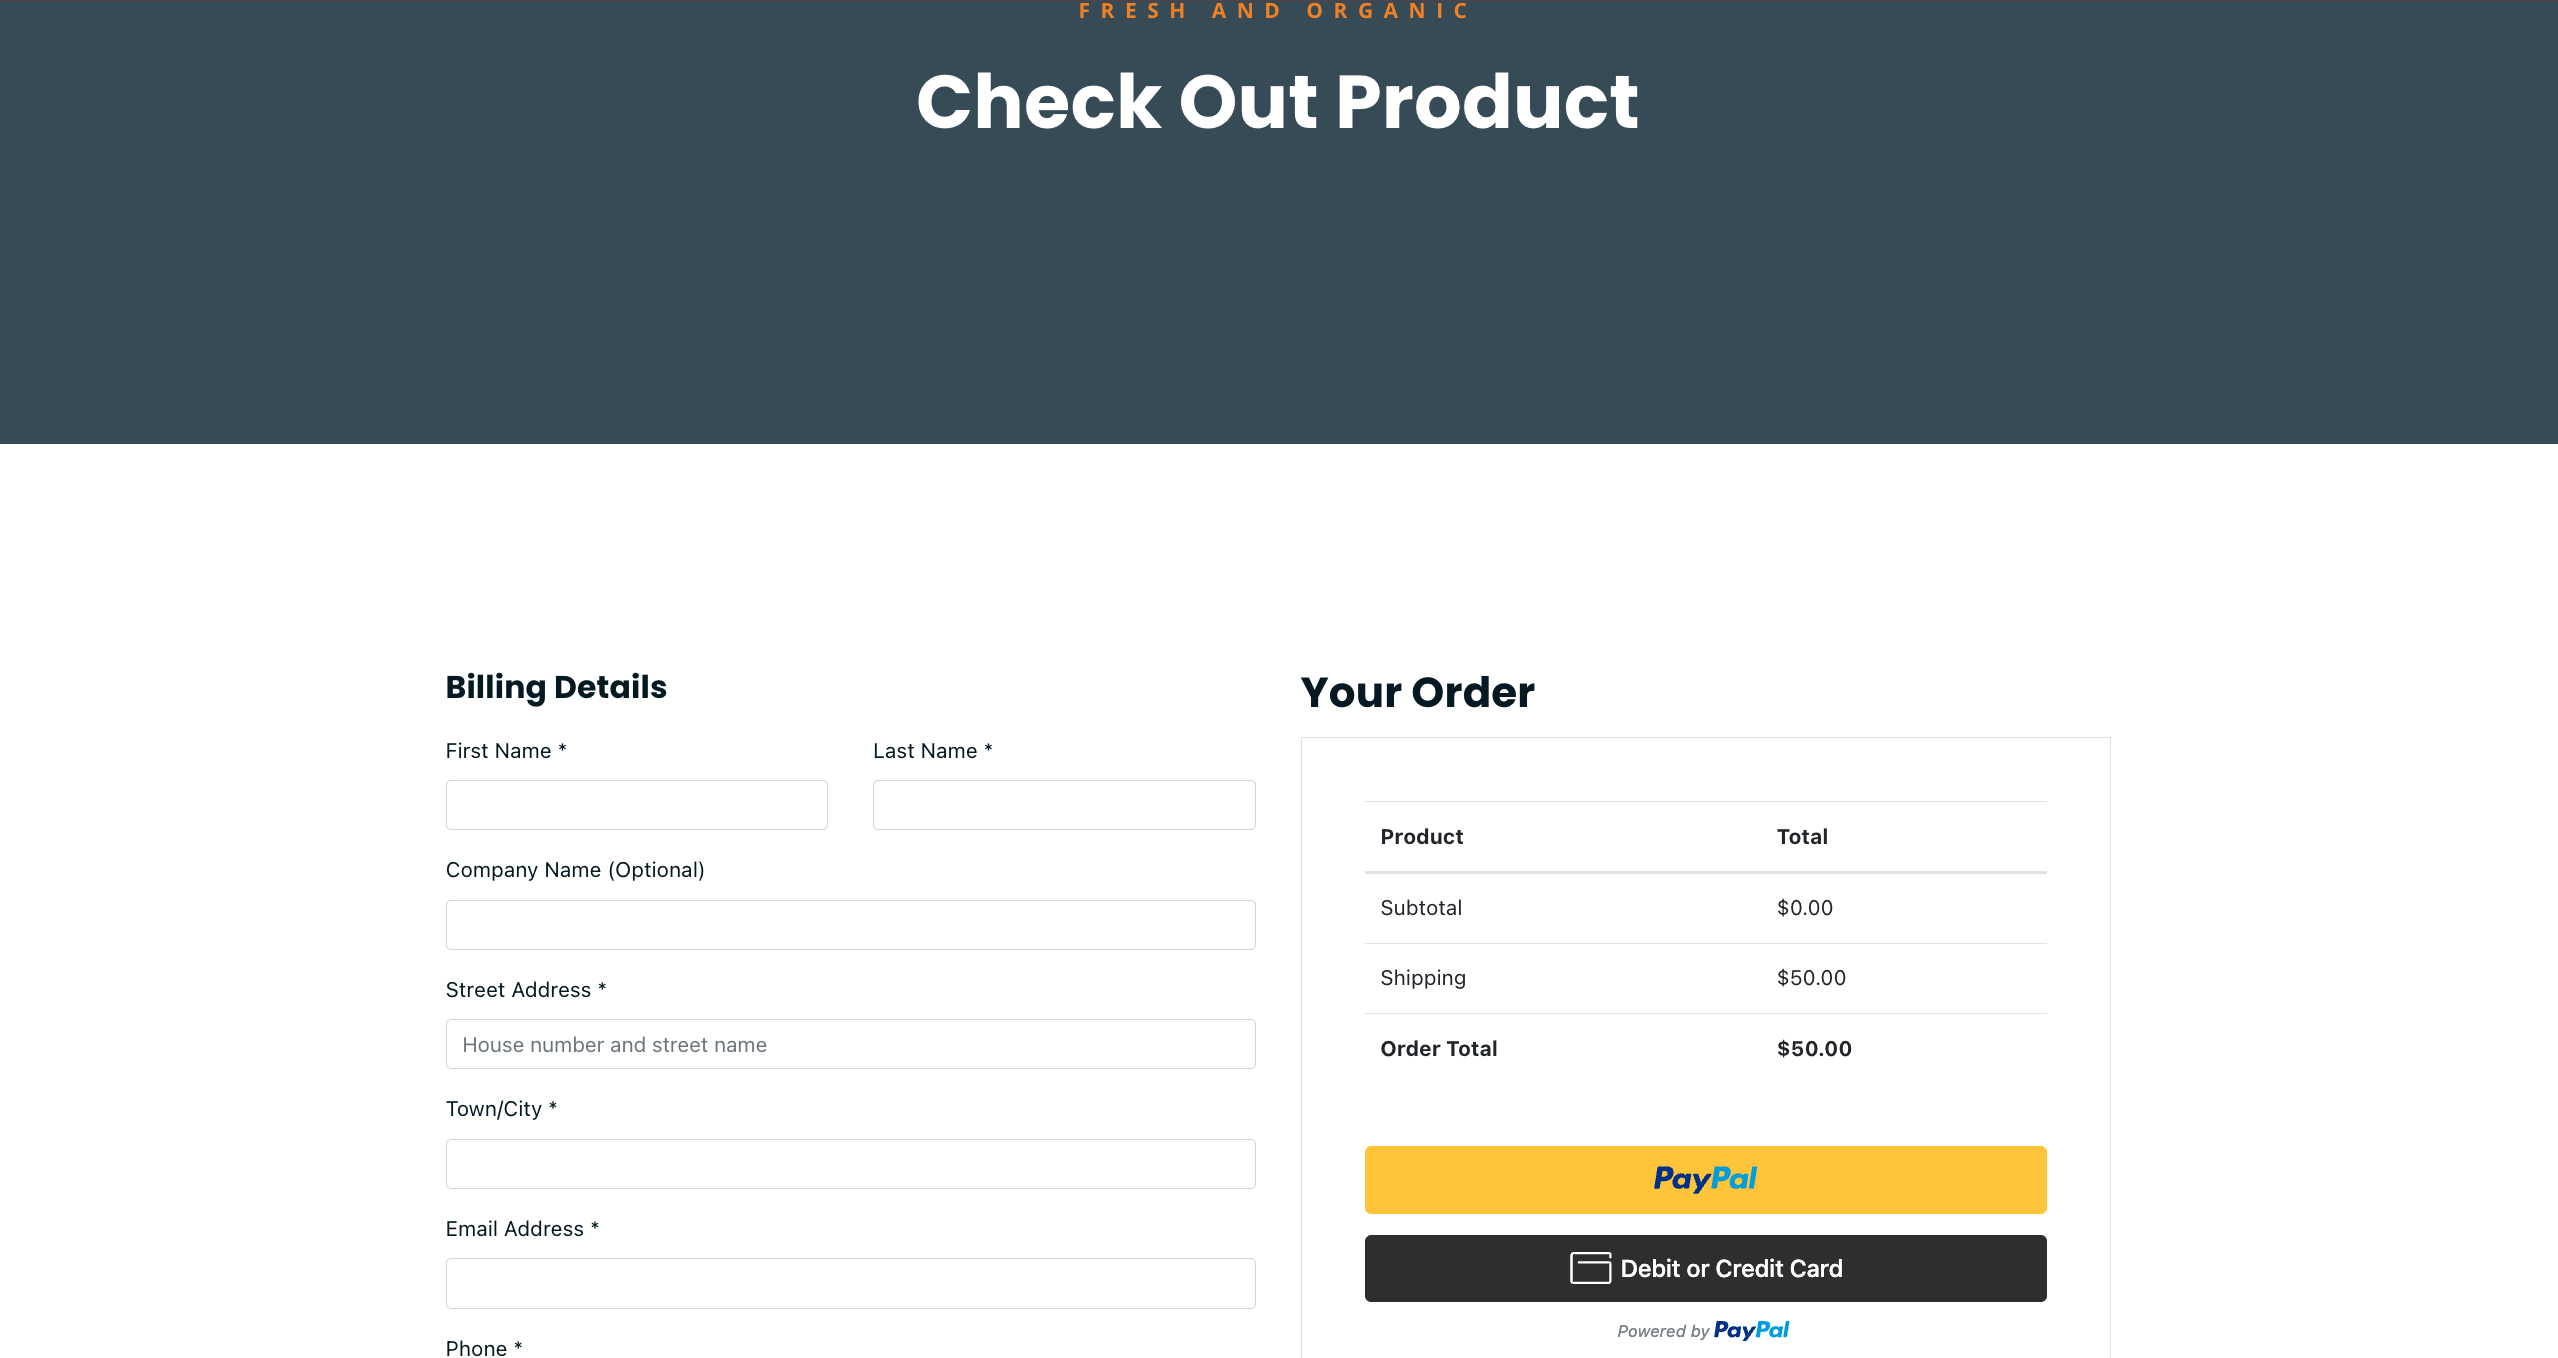 FRESH AND ORGANIC
Check Out Product
Billing Details
First Name *
Last Name *
Company Name (Optional)
Street Address *
House number and street name
Town/City *
Email Address *
Phone *
Your Order
Product Total
Subtotal $0.00
Shipping $50.00
Order Total $50.00
PayPal
Debit or Credit Card
Powered by PayPal